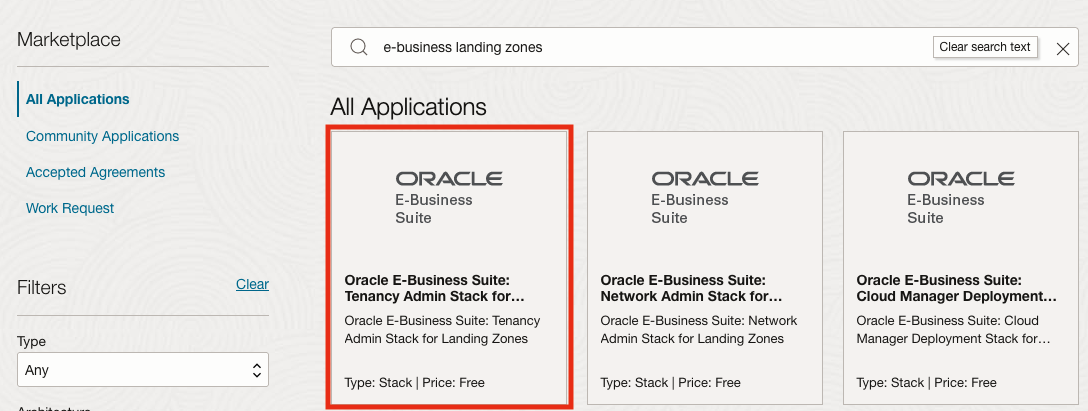 Marketplace
All Applications
Community Applications
Accepted Agreements
Work Request
Filters
Clear
Type
Any
Architecture
e-business landing zones
Clear search text
All Applications
ORACLE
E-Business
Suite
Oracle E-Business Suite:
Tenancy Admin Stack for...
Oracle E-Business Suite: Tenancy
Admin Stack for Landing Zones
Type: Stack | Price: Free
ORACLE
E-Business
Suite
Oracle E-Business Suite:
Network Admin Stack for...
Oracle E-Business Suite: Network
Admin Stack for Landing Zones
Type: Stack | Price: Free
ORACLE
E-Business
Suite
Oracle E-Business Suite:
Cloud Manager Deployment...
Oracle E-Business Suite: Cloud
Manager Deployment Stack for...
Type: Stack | Price: Free